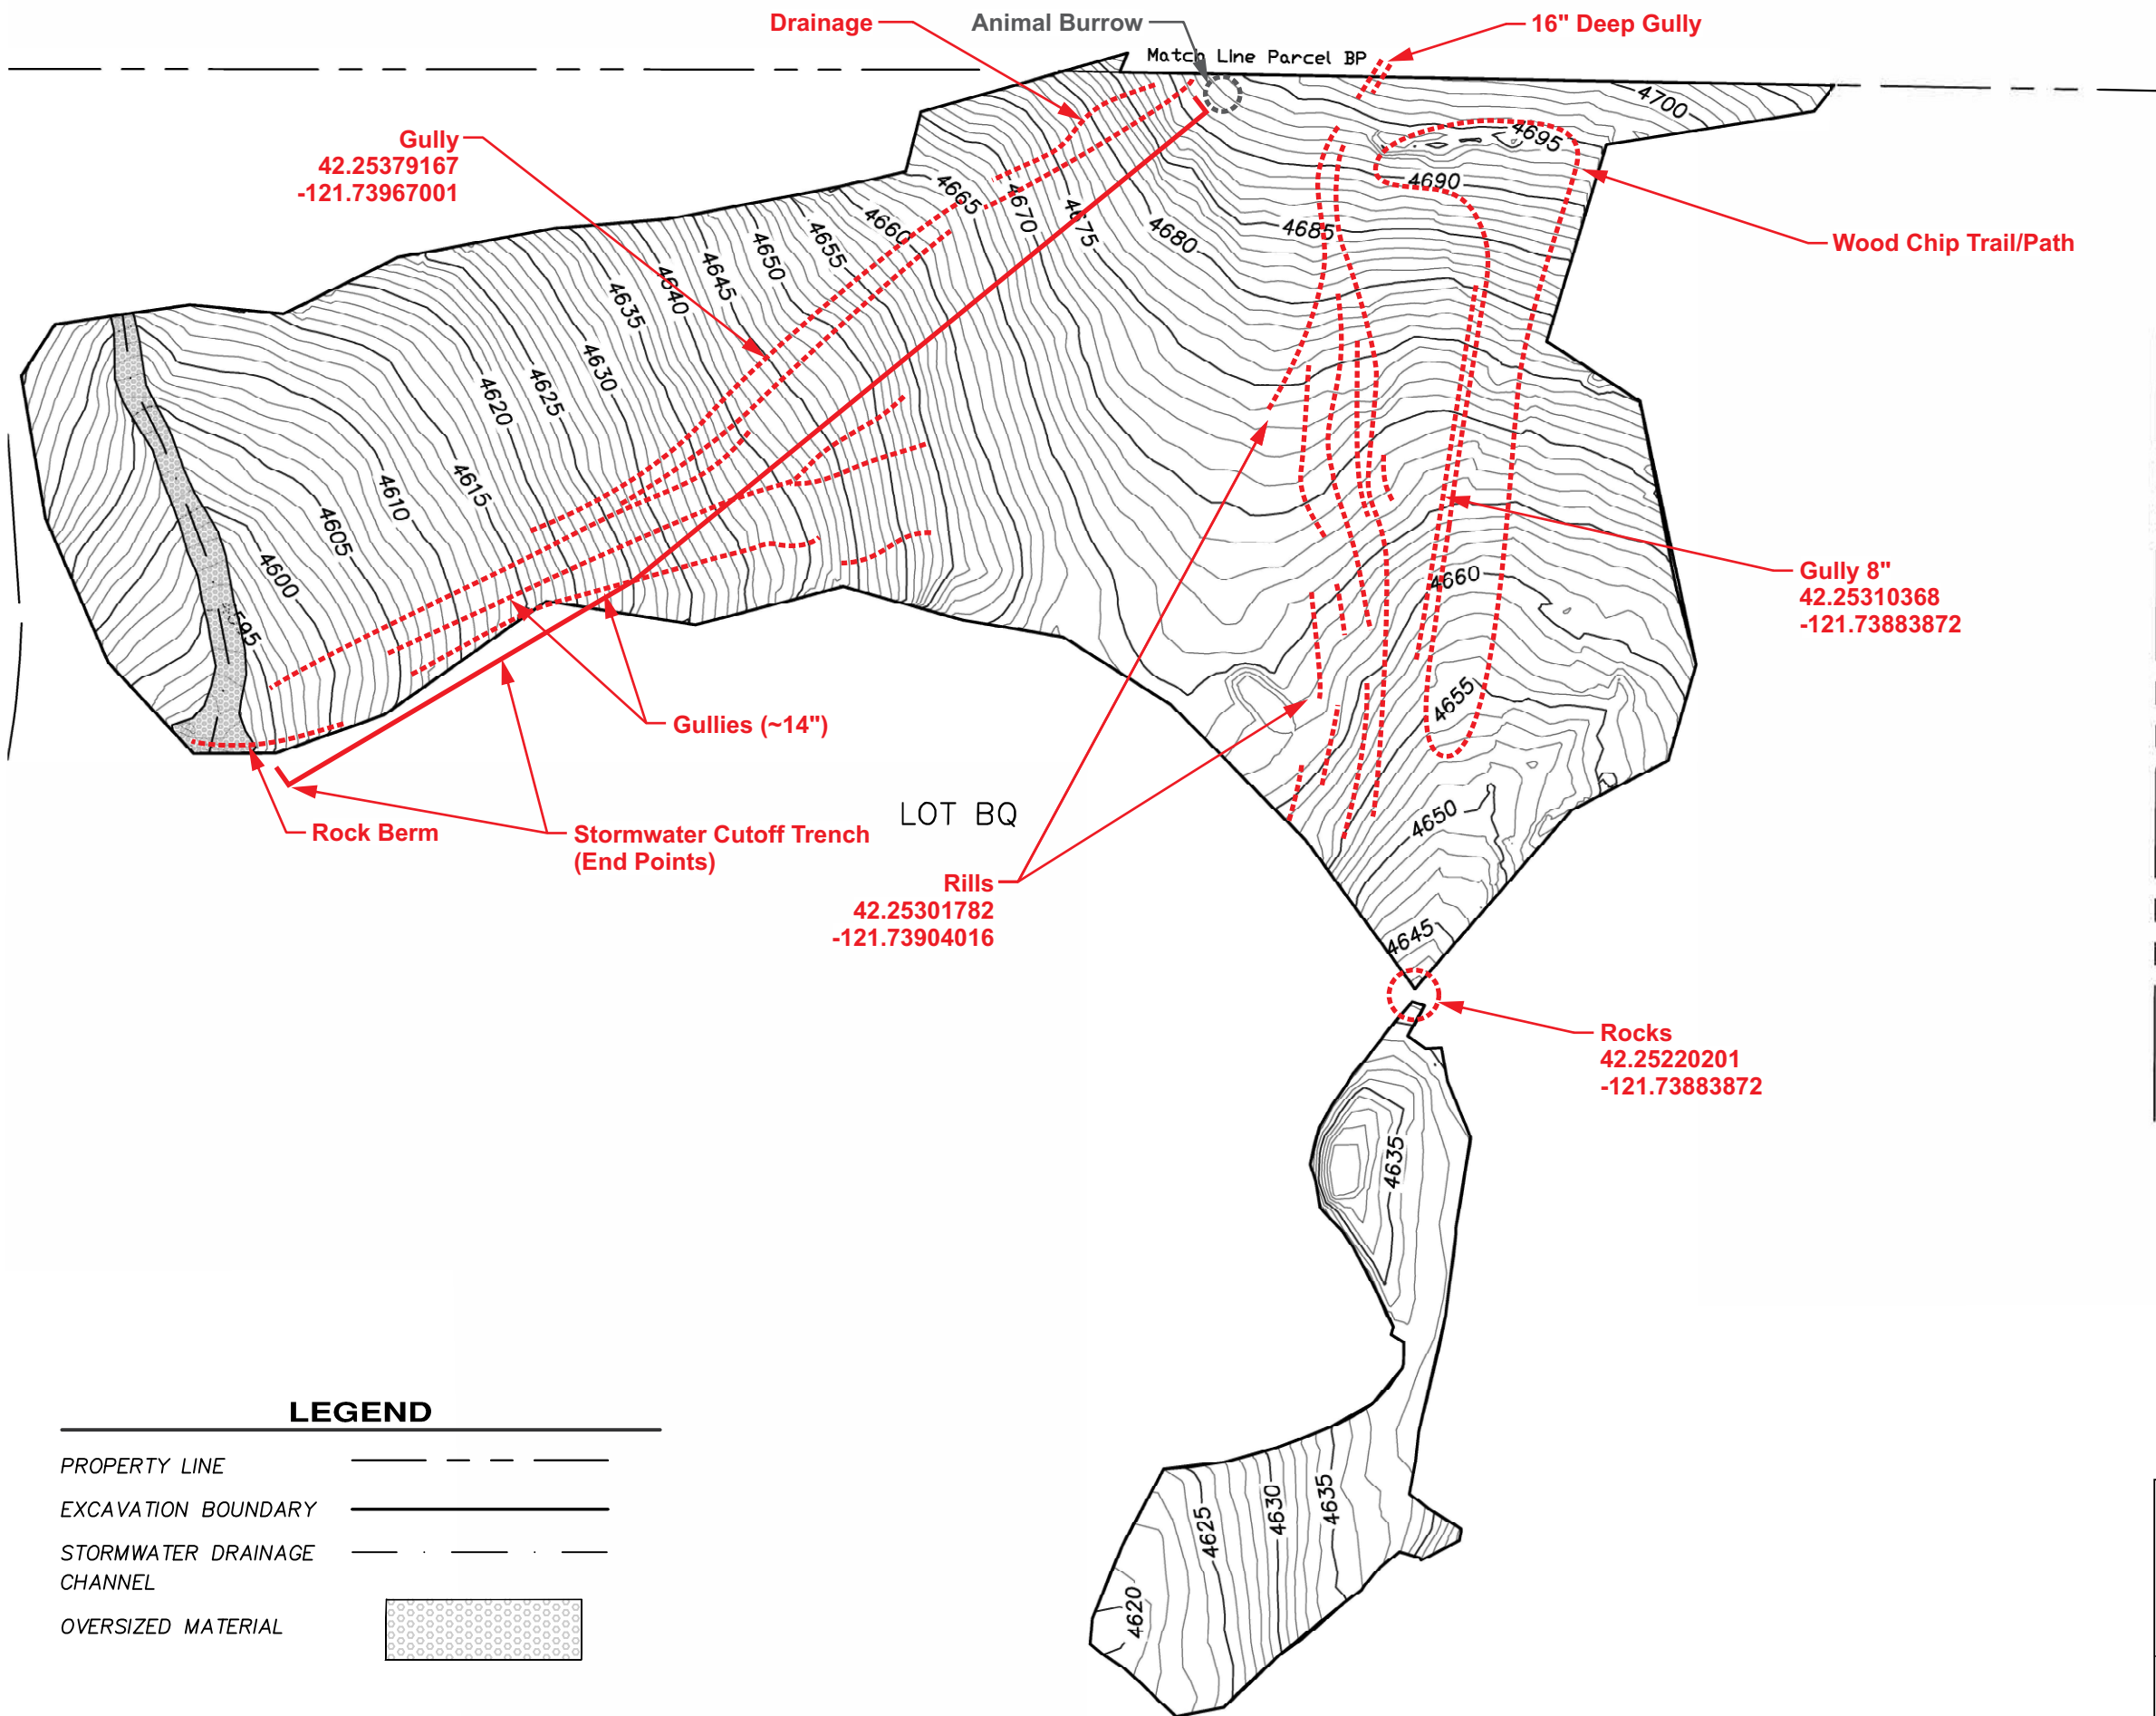 Drainage
Animal Burrow
16" Deep Gully
Match Line Parcel BP
4700
4695
4690
4685
4680
4675
4670
4665
4660
4655
4650
4645
4640
4635
4630
4625
4620
4615
4610
4605
4600
Gully
42.25379167
-121.73967001
Wood Chip Trail/Path
Gully 8"
42.25310368
-121.73883872
4660
4655
4650
4645
Gullies (~14")
Rock Berm
Stormwater Cutoff Trench
(End Points)
LOT BQ
Rills
42.25301782
-121.73904016
Rocks
42.25220201
-121.73883872
4635
4635
4630
4625
4620
LEGEND
PROPERTY LINE
EXCAVATION BOUNDARY
STORMWATER DRAINAGE
CHANNEL
OVERSIZED MATERIAL